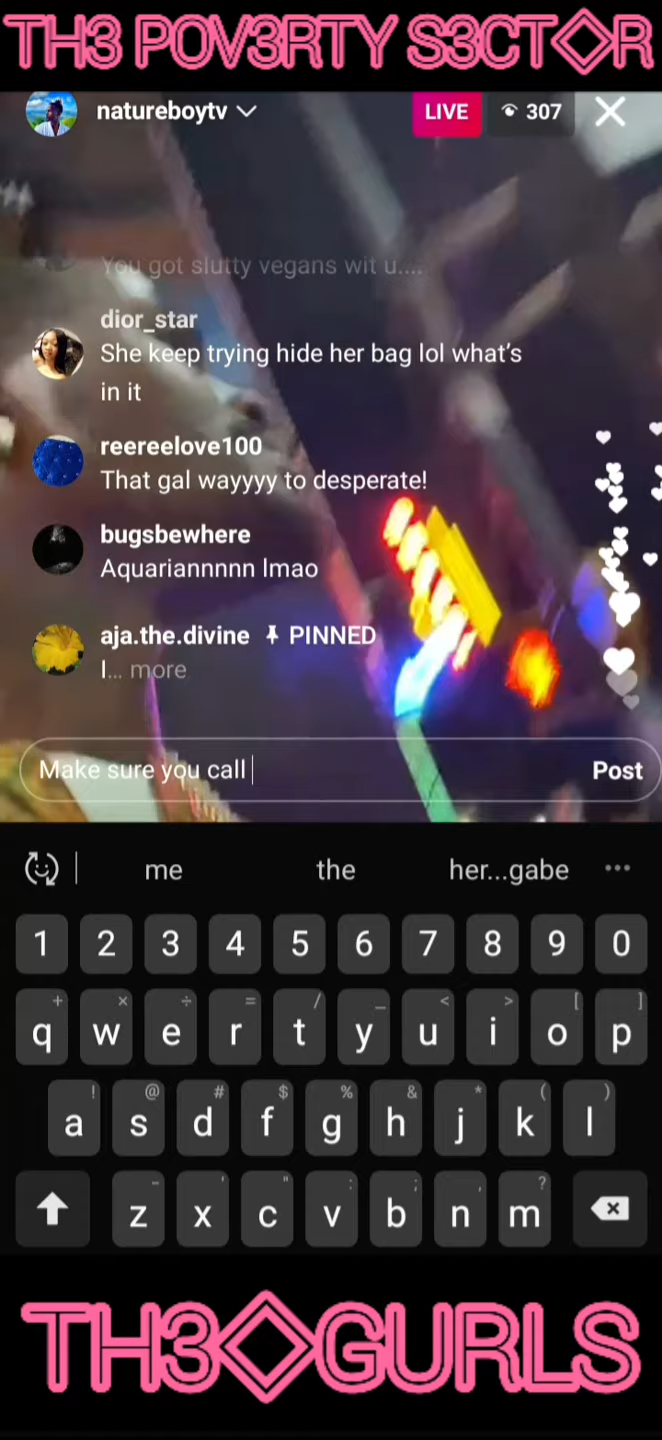 TH3 POV3RTY S3CT◇R
natureboytv
LIVE
307
You got slutty vegans wit u....
dior_star
She keep trying hide her bag lol what's
in it
reereelove100
That gal wayyyy to desperate!
bugsbewhere
Aquariannnnn lmao
aja.the.divine PINNED
I... more
Make sure you call
Post
me the her...gabe ...
1 2 3 4 5 6 7 8 9 0
+ × ÷ = / _ < > [ ]
q w e r t y u i o p
! @ # $ % & * ( )
a s d f g h j k l
- ' " : ; , ?
z x c v b n m
TH3◇GURLS